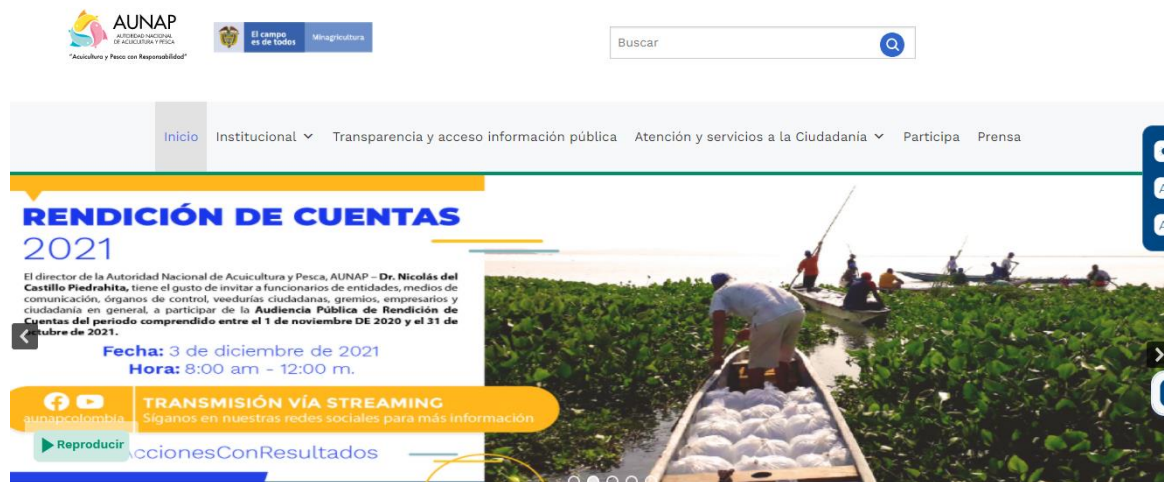 AUNAP
AUTORIDAD NACIONAL
DE ACUICULTURA Y PESCA
"Acuicultura y Pesca con Responsabilidad"
El campo
es de todos
Minagricultura
Buscar
Inicio Institucional Transparencia y acceso información pública Atención y servicios a la Ciudadanía Participa Prensa
A
A
RENDICIÓN DE CUENTAS
2021
El director de la Autoridad Nacional de Acuicultura y Pesca, AUNAP – Dr. Nicolás del
Castillo Piedrahita, tiene el gusto de invitar a funcionarios de entidades, medios de
comunicación, órganos de control, veedurías ciudadanas, gremios, empresarios y
ciudadanía en general, a participar de la Audiencia Pública de Rendición de
Cuentas del periodo comprendido entre el 1 de noviembre DE 2020 y el 31 de
octubre de 2021.
Fecha: 3 de diciembre de 2021
Hora: 8:00 am - 12:00 m.
TRANSMISIÓN VÍA STREAMING
aunapcolombia
Síganos en nuestras redes sociales para más información
Reproducir
ccionesConResultados